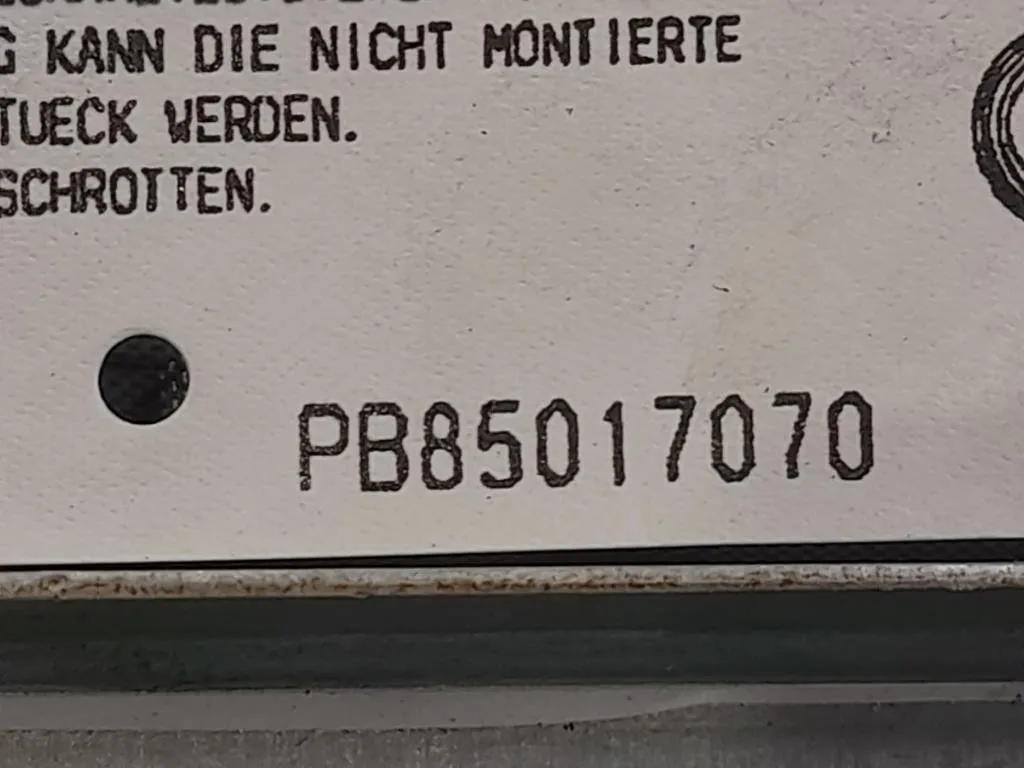 G KANN DIE NICHT MONTIERTE
TUECK WERDEN.
SCHROTTEN.
PB85017070